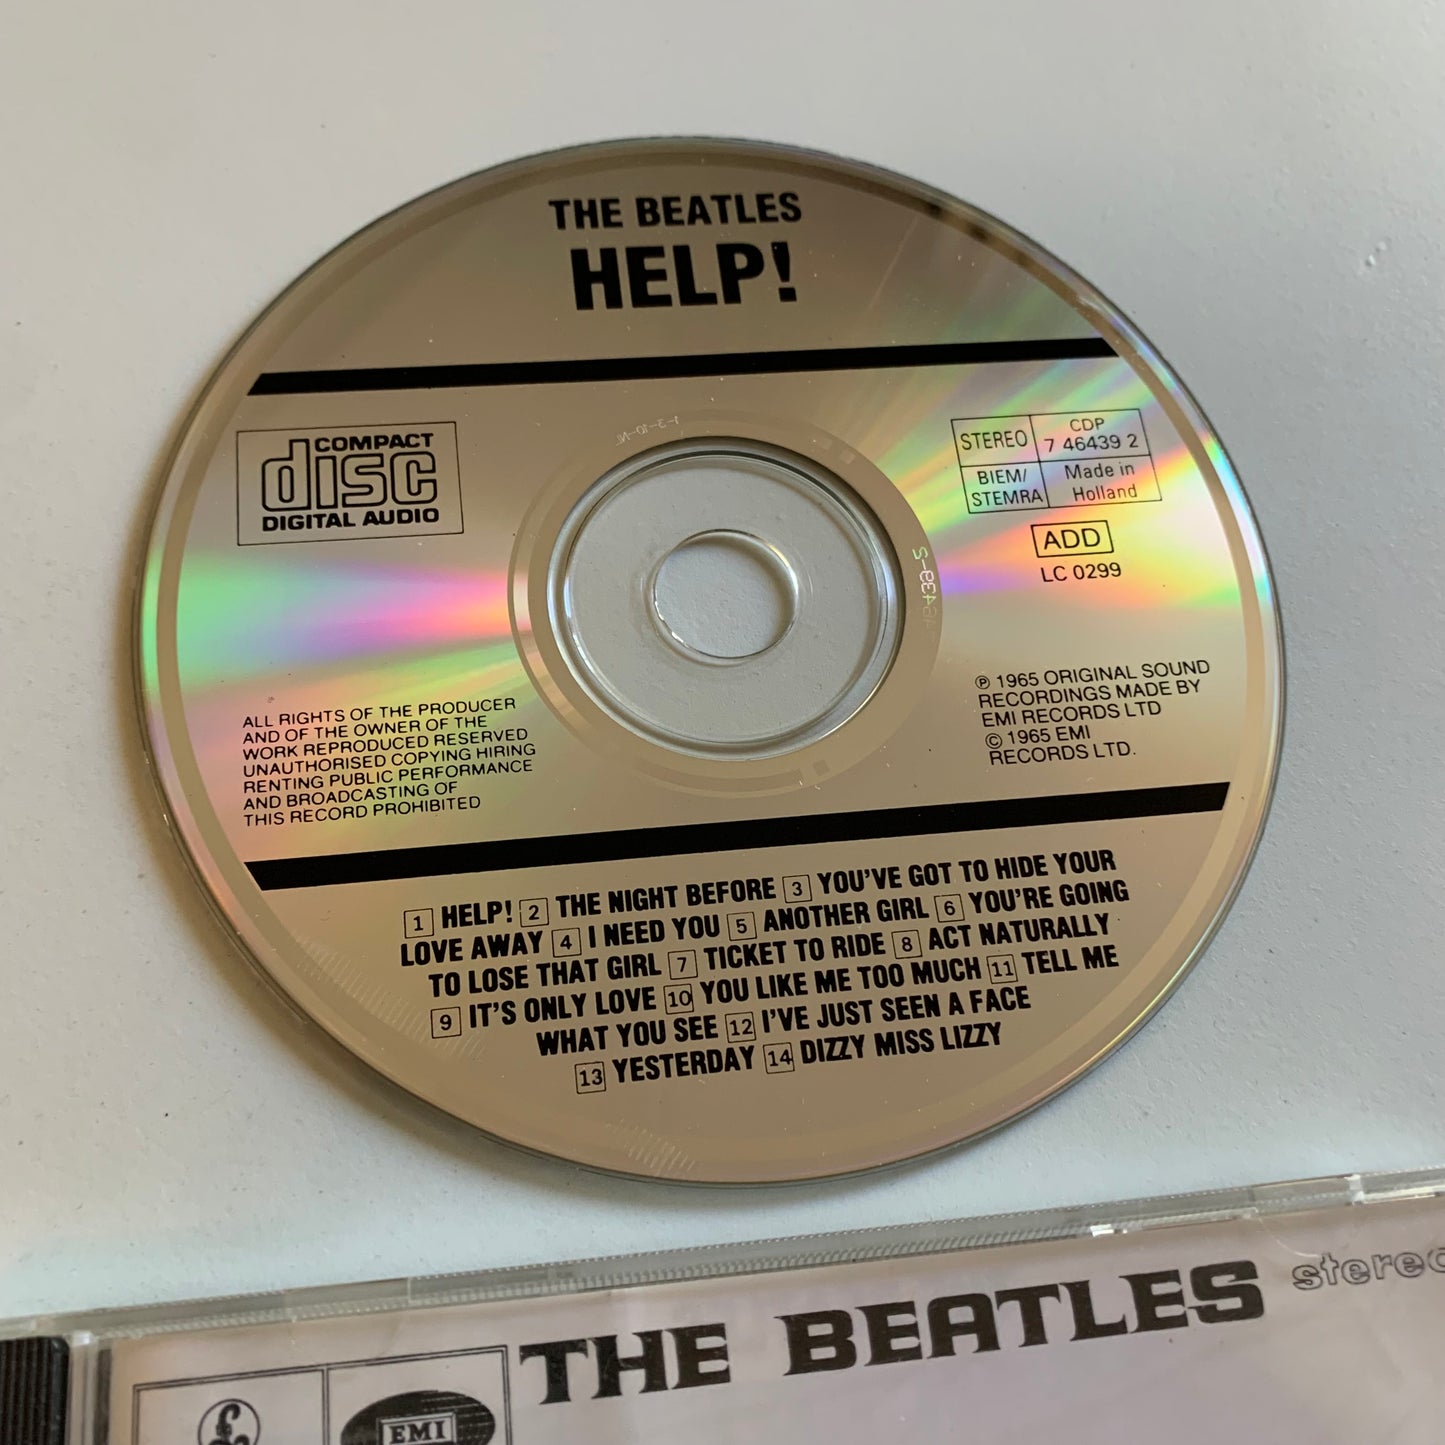 THE BEATLES
HELP!
COMPACT
disc
DIGITAL AUDIO
STEREO
CDP
7 46439 2
BIEM/
STEMRA
Made in
Holland
ADD
LC 0299
ALL RIGHTS OF THE PRODUCER
AND OF THE OWNER OF THE
WORK REPRODUCED RESERVED
UNAUTHORISED COPYING HIRING
RENTING PUBLIC PERFORMANCE
AND BROADCASTING OF
THIS RECORD PROHIBITED
℗ 1965 ORIGINAL SOUND
RECORDINGS MADE BY
EMI RECORDS LTD
© 1965 EMI
RECORDS LTD.
1 HELP! 2 THE NIGHT BEFORE 3 YOU'VE GOT TO HIDE YOUR
LOVE AWAY 4 I NEED YOU 5 ANOTHER GIRL 6 YOU'RE GOING
TO LOSE THAT GIRL 7 TICKET TO RIDE 8 ACT NATURALLY
9 IT'S ONLY LOVE 10 YOU LIKE ME TOO MUCH 11 TELL ME
WHAT YOU SEE 12 I'VE JUST SEEN A FACE
13 YESTERDAY 14 DIZZY MISS LIZZY
THE BEATLES
stereo
£
EMI